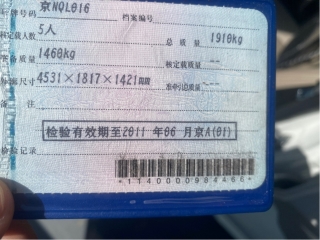 号牌号码 京NQL016 档案编号
核定载人数 5人 总质量 1910kg
整备质量 1460kg 核定载质量 --
外廓尺寸 4531×1817×1421mm 准牵引总质量 --
备注
检验有效期至2011年06月京A(01)
检验记录
*1140000984466*